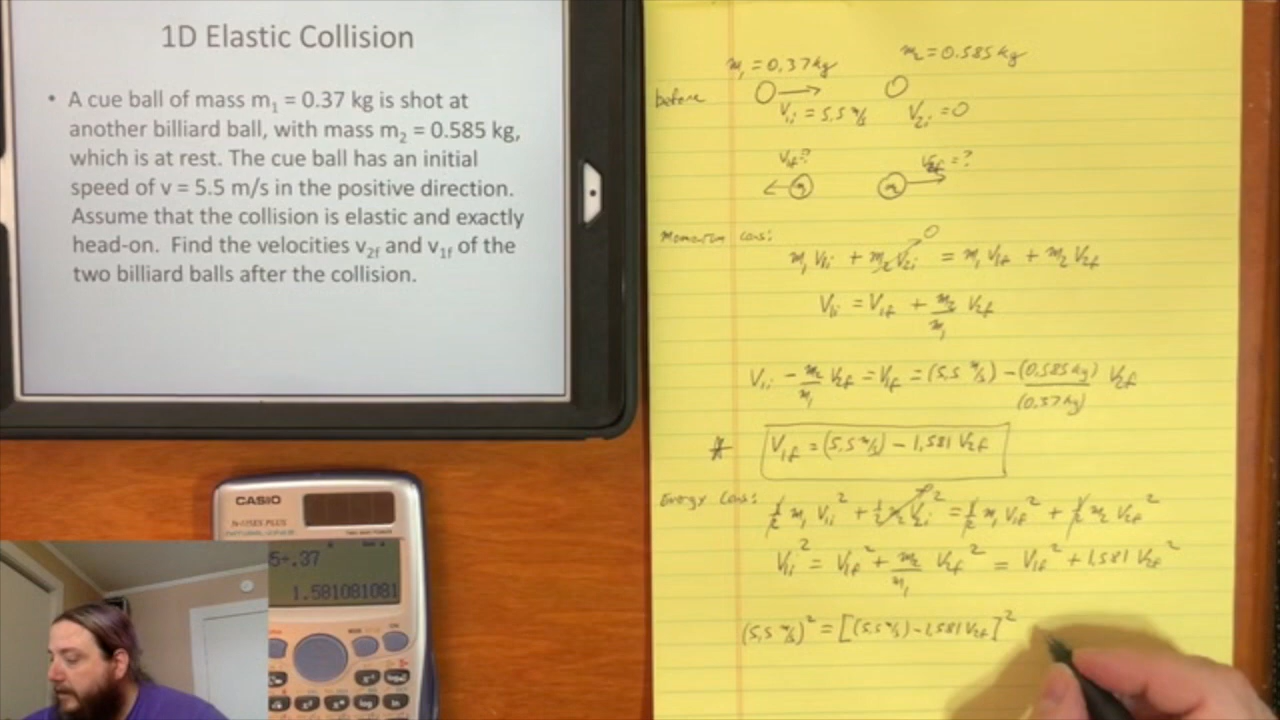 1D Elastic Collision
• A cue ball of mass m₁ = 0.37 kg is shot at
another billiard ball, with mass m₂ = 0.585 kg,
which is at rest. The cue ball has an initial
speed of v = 5.5 m/s in the positive direction.
Assume that the collision is elastic and exactly
head-on. Find the velocities v₂f and v₁f of the
two billiard balls after the collision.
m₁ = 0.37 kg
m₂ = 0.585 kg
before
V₁ᵢ = 5.5 m/s
V₂ᵢ = 0
V₁f = ?
V₂f = ?
m₁
m₂
Momentum Cons:
m₁ V₁ᵢ + m₂ V₂ᵢ 0 = m₁ V₁f + m₂ V₂f
V₁ᵢ = V₁f + m₂/m₁ V₂f
V₁ᵢ - m₂/m₁ V₂f = V₁f = (5.5 m/s) - (0.585 kg)/(0.37 kg) V₂f
* V₁f = (5.5 m/s) - 1.581 V₂f
Energy Cons:
½ m₁ V₁ᵢ² + ½ m₂ V₂ᵢ² 0 = ½ m₁ V₁f² + ½ m₂ V₂f²
V₁ᵢ² = V₁f² + m₂/m₁ V₂f² = V₁f² + 1.581 V₂f²
(5.5 m/s)² = [(5.5 m/s) - 1.581 V₂f]²
CASIO
5÷.37
1.581081081
ON